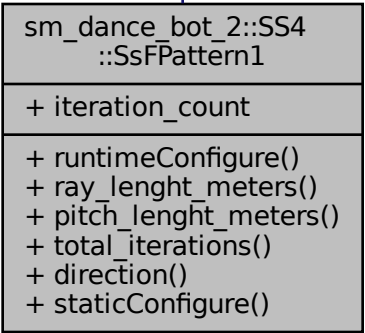 sm_dance_bot_2::SS4
::SsFPattern1
+ iteration_count
+ runtimeConfigure()
+ ray_lenght_meters()
+ pitch_lenght_meters()
+ total_iterations()
+ direction()
+ staticConfigure()